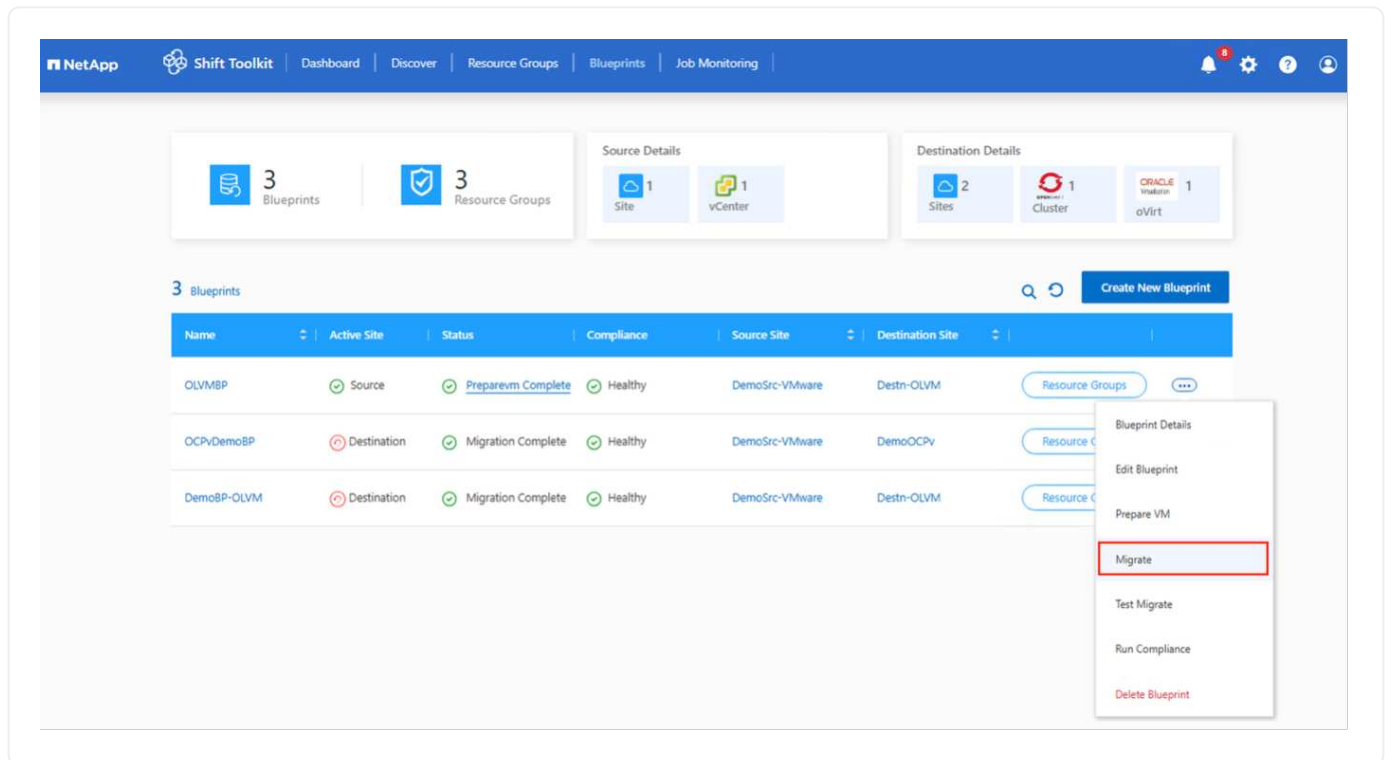 NetApp Shift Toolkit Dashboard Discover Resource Groups Blueprints Job Monitoring 8 ?
3
Blueprints
3
Resource Groups
Source Details
1
Site
1
vCenter
Destination Details
2
Sites
1
Cluster
ORACLE
1
oVirt
3 Blueprints
Create New Blueprint
Name Active Site Status Compliance Source Site Destination Site
OLVMBP Source Preparevm Complete Healthy DemoSrc-VMware Destn-OLVM Resource Groups
OCPvDemoBP Destination Migration Complete Healthy DemoSrc-VMware DemoOCPv Resource
DemoBP-OLVM Destination Migration Complete Healthy DemoSrc-VMware Destn-OLVM Resource
Blueprint Details
Edit Blueprint
Prepare VM
Migrate
Test Migrate
Run Compliance
Delete Blueprint